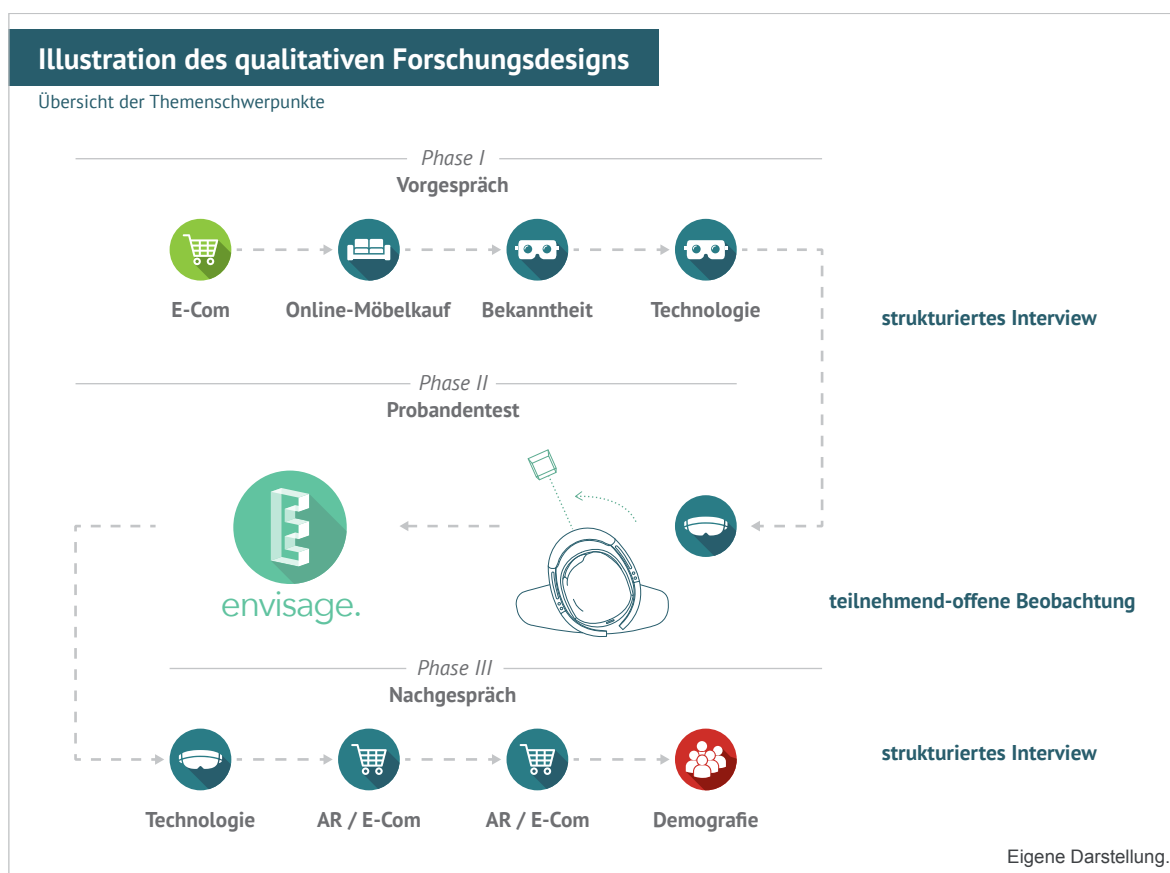 Illustration des qualitativen Forschungsdesigns
Übersicht der Themenschwerpunkte
Phase I
Vorgespräch
E-Com
Online-Möbelkauf
Bekanntheit
Technologie
strukturiertes Interview
Phase II
Probandentest
envisage.
teilnehmend-offene Beobachtung
Phase III
Nachgespräch
Technologie
AR / E-Com
AR / E-Com
Demografie
strukturiertes Interview
Eigene Darstellung.